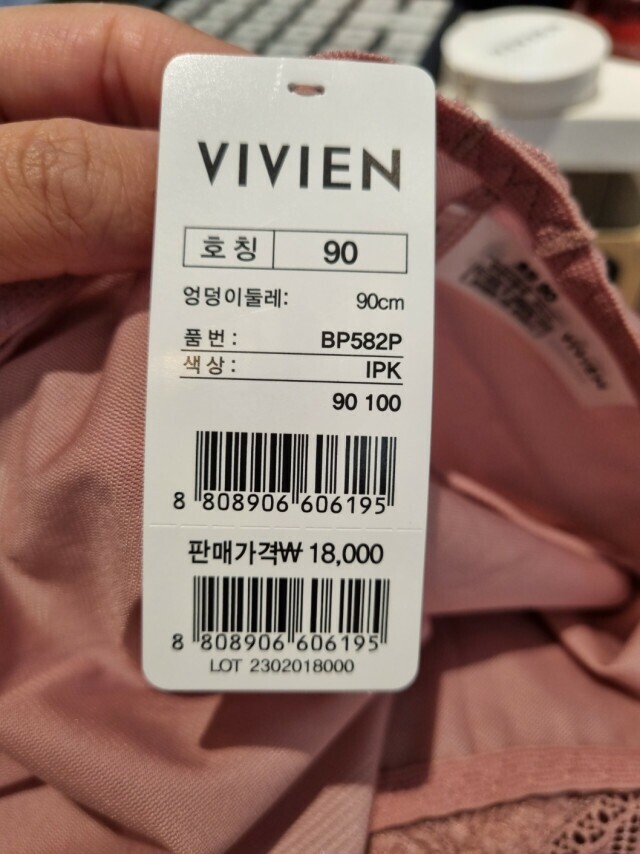 VIVIEN
VIVIEN
호 칭 90
엉덩이둘레: 90cm
품 번 : BP582P
색 상 : IPK
90 100
8 808906 606195
판매가격₩ 18,000
8 808906 606195
LOT 2302018000